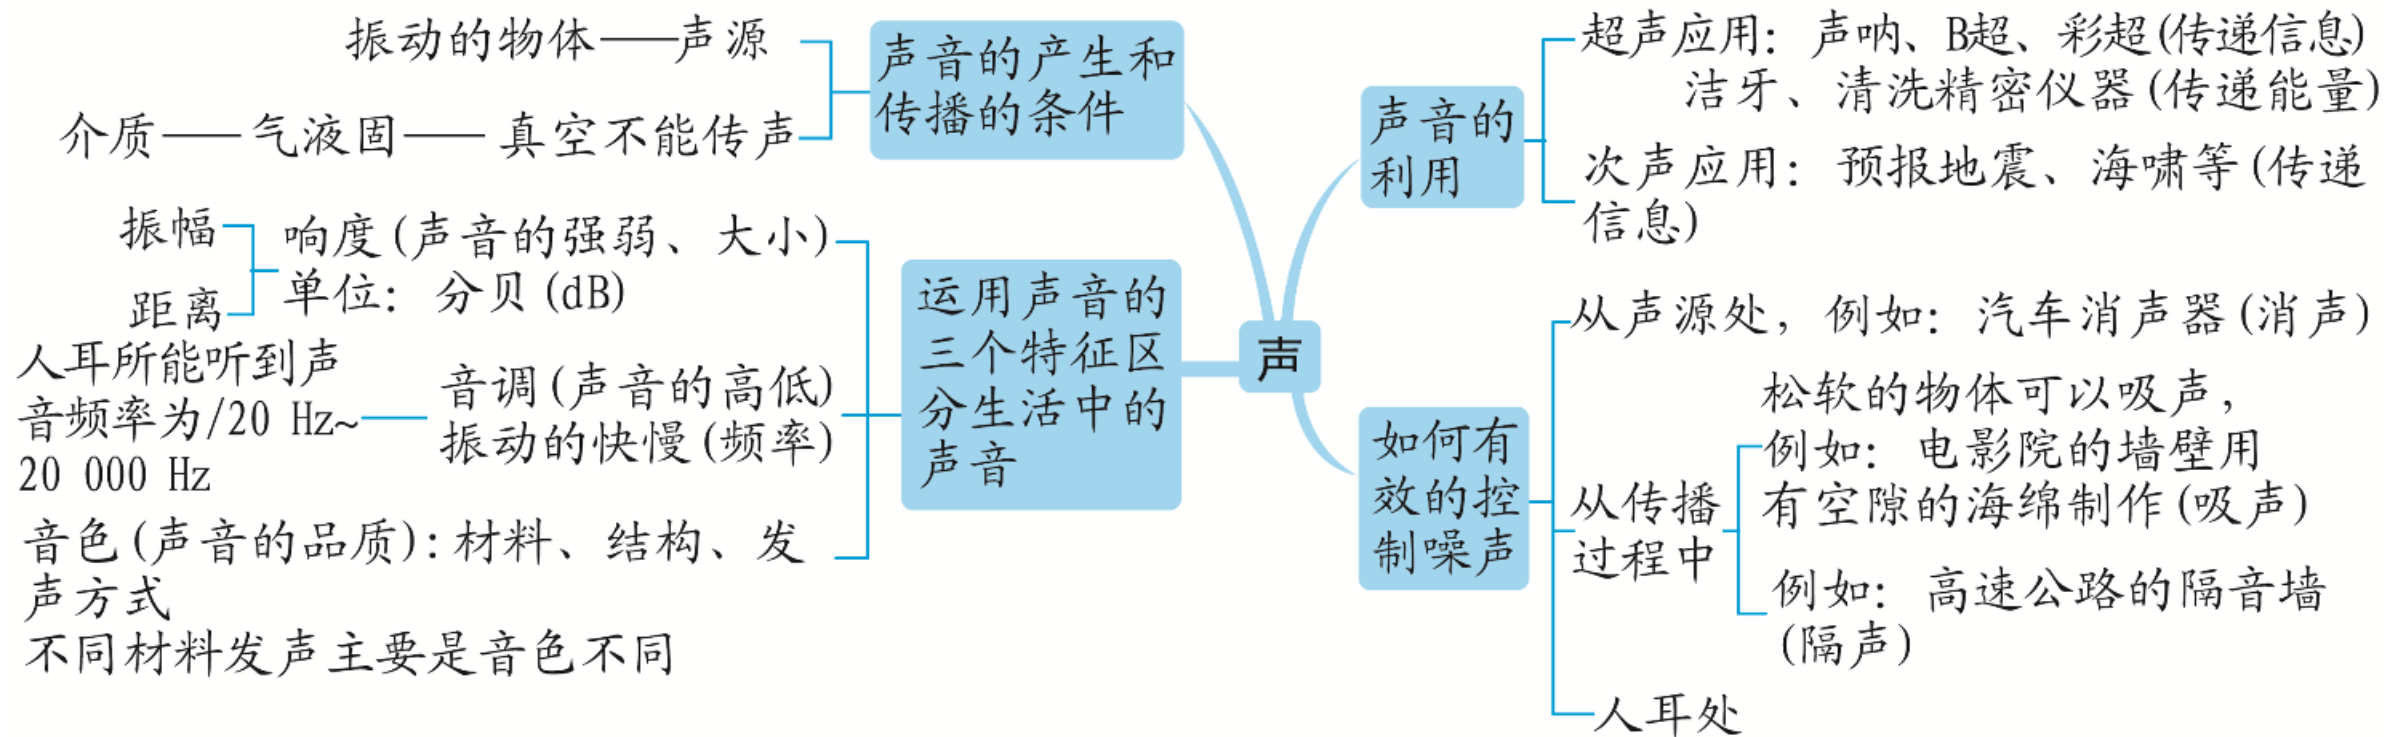 振动的物体——声源
介质——气液固——真空不能传声
声音的产生和
传播的条件
振幅
距离
响度(声音的强弱、大小)
单位：分贝(dB)
人耳所能听到声
音频率为/20 Hz~
20 000 Hz
音调(声音的高低)
振动的快慢(频率)
音色(声音的品质):材料、结构、发
声方式
不同材料发声主要是音色不同
运用声音的
三个特征区
分生活中的
声音
声
声音的
利用
超声应用：声呐、B超、彩超(传递信息)
洁牙、清洗精密仪器(传递能量)
次声应用：预报地震、海啸等(传递
信息)
如何有
效的控
制噪声
从声源处，例如：汽车消声器(消声)
从传播
过程中
松软的物体可以吸声，
例如：电影院的墙壁用
有空隙的海绵制作(吸声)
例如：高速公路的隔音墙
(隔声)
人耳处